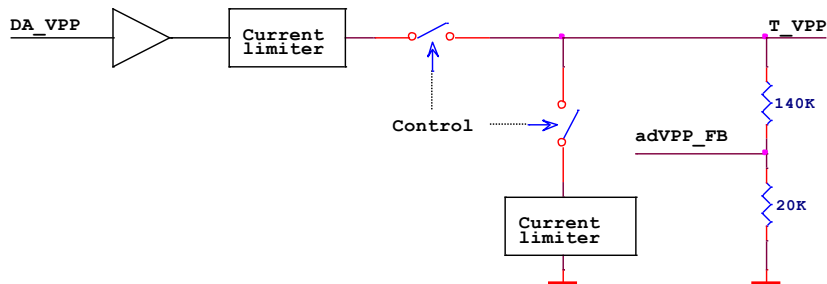 DA_VPP
Current
limiter
T_VPP
140K
Control
adVPP_FB
20K
Current
limiter